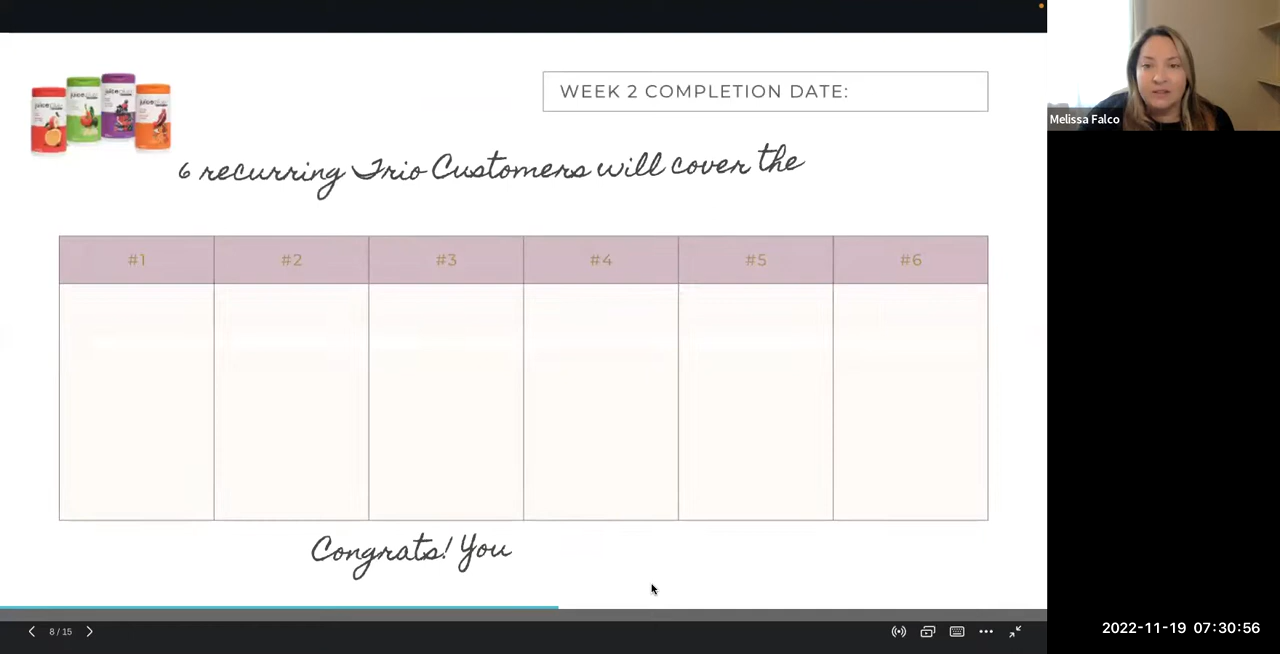 WEEK 2 COMPLETION DATE:
Melissa Falco
6 recurring Trio Customers will cover the
#1 #2 #3 #4 #5 #6
Congrats! You
8 / 15
2022-11-19 07:30:56